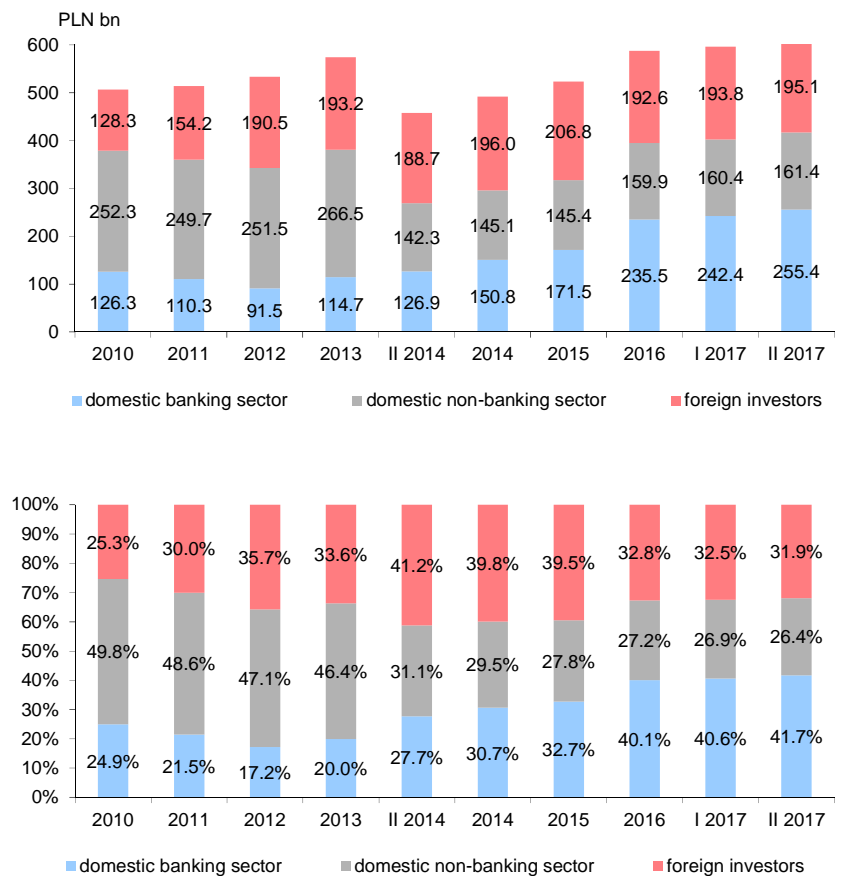 PLN bn
600
500
400
300
200
100
0
128.3 154.2 190.5 193.2 188.7 196.0 206.8 192.6 193.8 195.1
252.3 249.7 251.5 266.5 142.3 145.1 145.4 159.9 160.4 161.4
126.3 110.3 91.5 114.7 126.9 150.8 171.5 235.5 242.4 255.4
2010 2011 2012 2013 II 2014 2014 2015 2016 I 2017 II 2017
domestic banking sector domestic non-banking sector foreign investors
100%
90%
80%
70%
60%
50%
40%
30%
20%
10%
0%
25.3% 30.0% 35.7% 33.6% 41.2% 39.8% 39.5% 32.8% 32.5% 31.9%
49.8% 48.6% 47.1% 46.4% 31.1% 29.5% 27.8% 27.2% 26.9% 26.4%
24.9% 21.5% 17.2% 20.0% 27.7% 30.7% 32.7% 40.1% 40.6% 41.7%
2010 2011 2012 2013 II 2014 2014 2015 2016 I 2017 II 2017
domestic banking sector domestic non-banking sector foreign investors